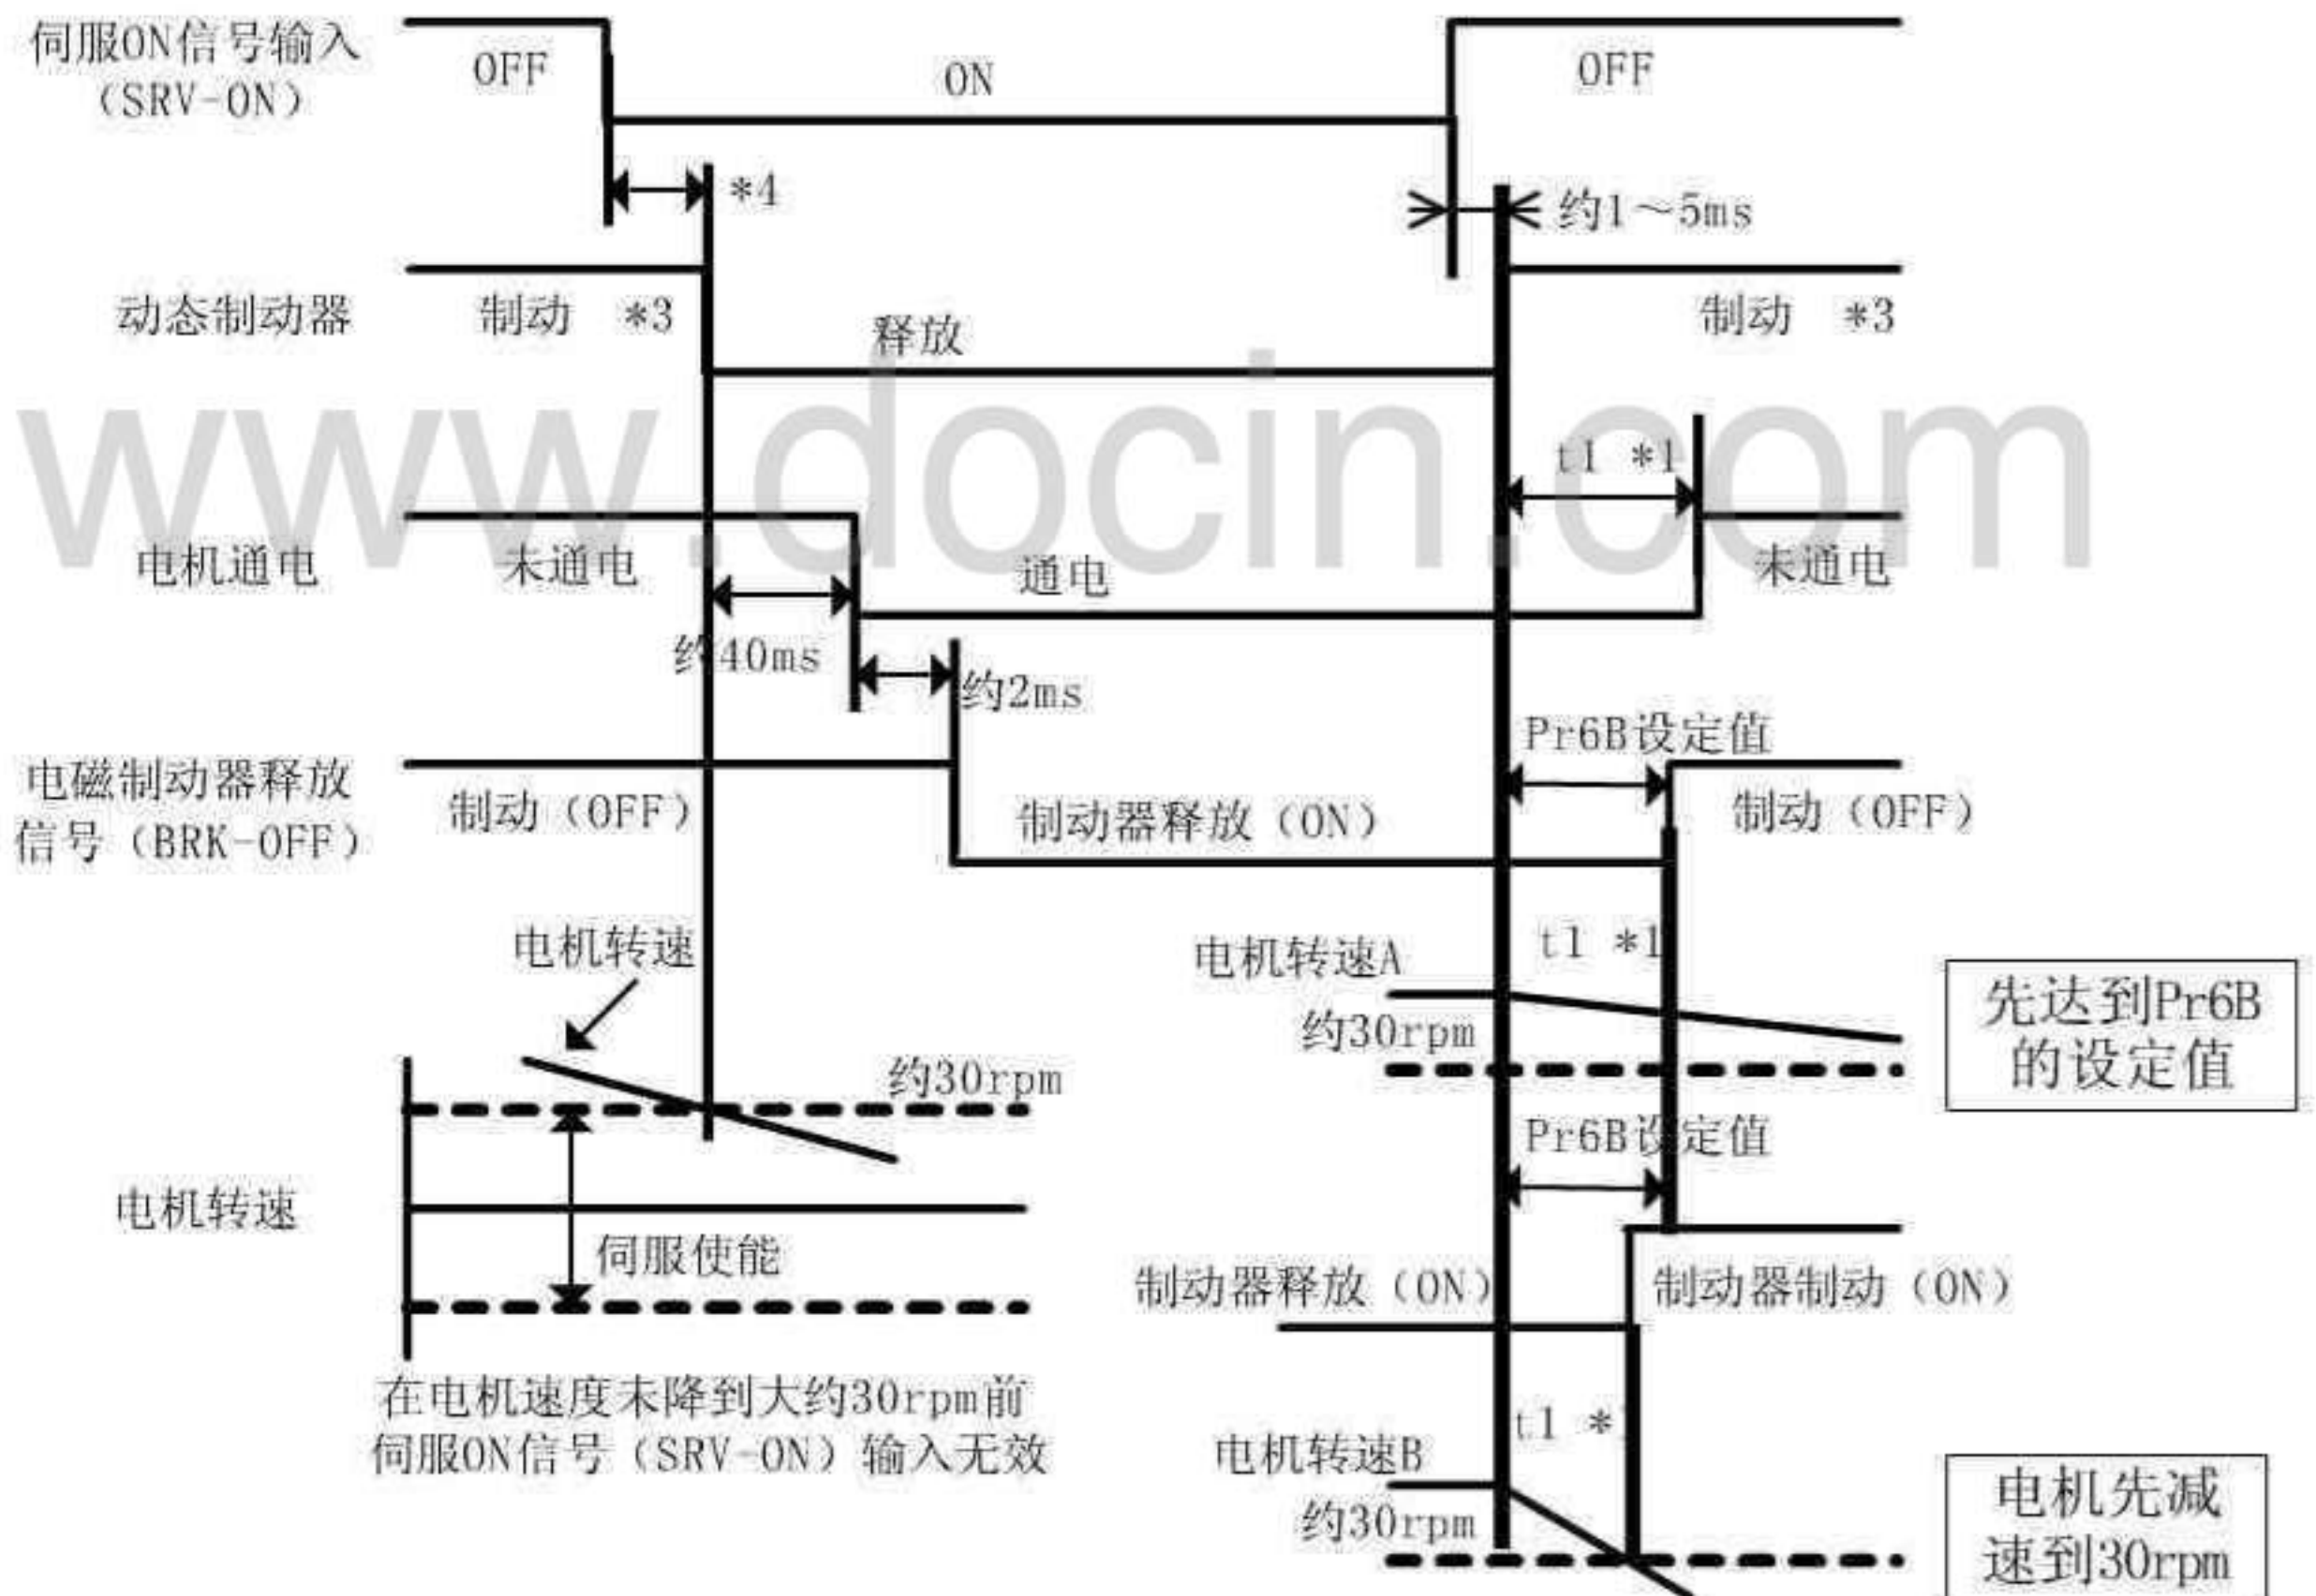 伺服ON信号输入
（SRV-ON）
OFF
ON
OFF
*4
约1～5ms
动态制动器
制动 *3
释放
制动 *3
www.docin.com
t1 *1
电机通电
未通电
通电
未通电
约40ms
约2ms
Pr6B设定值
电磁制动器释放
信号（BRK-OFF）
制动（OFF）
制动器释放（ON）
制动（OFF）
电机转速
电机转速A
t1 *1
约30rpm
先达到Pr6B
的设定值
约30rpm
Pr6B设定值
电机转速
伺服使能
制动器释放（ON）
制动器制动（ON）
在电机速度未降到大约30rpm前
伺服ON信号（SRV-ON）输入无效
电机转速B
t1 *
约30rpm
电机先减
速到30rpm